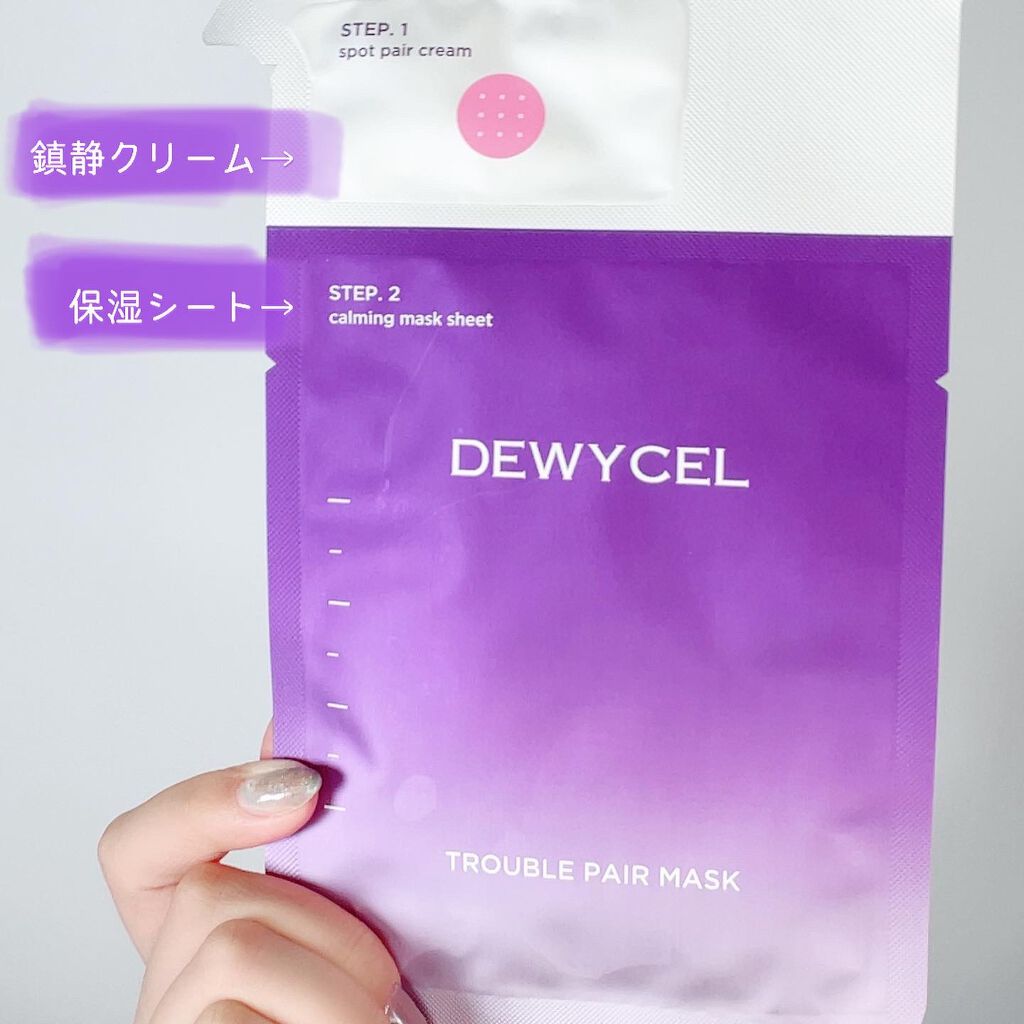 STEP. 1
spot pair cream
鎮静クリーム→
保湿シート→
STEP. 2
calming mask sheet
DEWYCEL
TROUBLE PAIR MASK